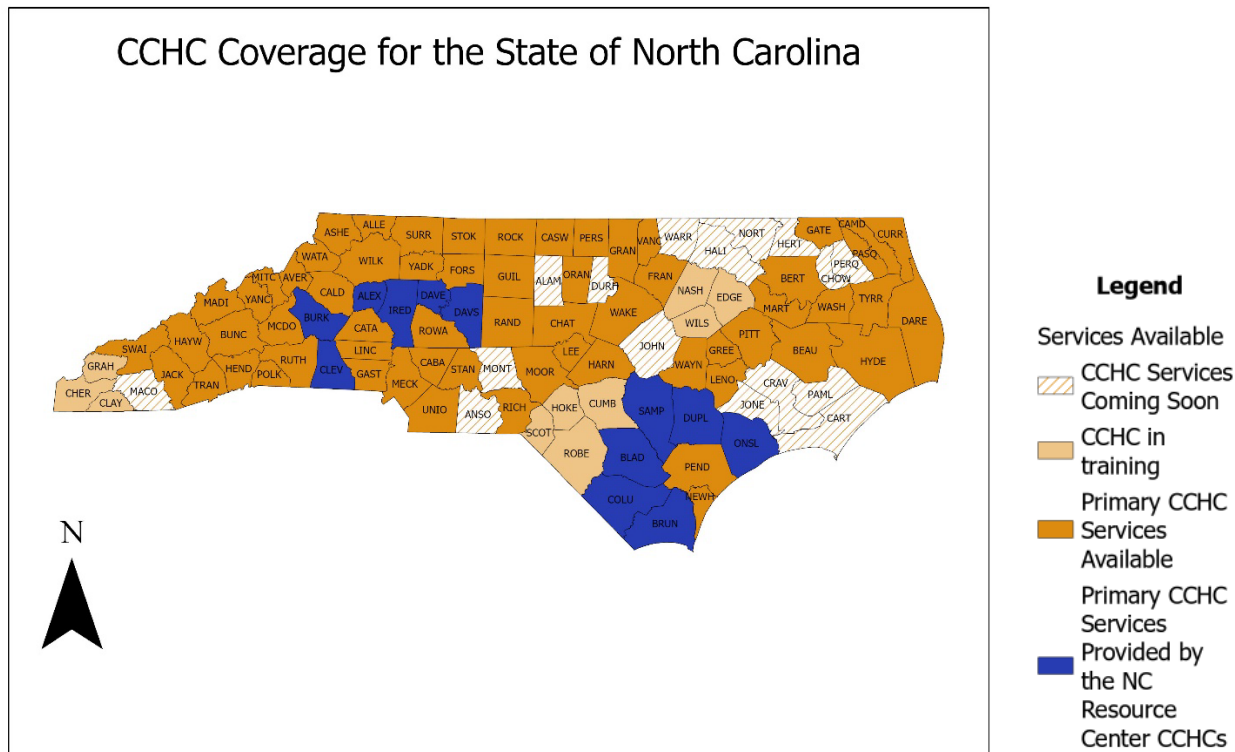 CCHC Coverage for the State of North Carolina
ASHE ALLE SURR STOK ROCK CASW PERS GRAN VANC WARR HALI NORT HERT GATE CAMD CURR
WATA WILK YADK FORS GUIL ALAM ORAN DURH FRAN NASH EDGE BERT CHOW PERQ PASQ
MITC AVER CALD ALEX IRED DAVE DAVS RAND CHAT WAKE WILS MART WASH TYRR DARE
MADI YANC MCDO BURK CATA ROWA LEE JOHN GREE PITT BEAU HYDE
SWAI HAYW BUNC RUTH CLEV LINC GAST CABA STAN MONT MOOR HARN WAYN LENO CRAV PAML
GRAH JACK TRAN HEND POLK MECK UNIO ANSO RICH HOKE CUMB SAMP DUPL JONE CART
CHER CLAY MACO SCOT ROBE BLAD PEND ONSL
COLU BRUN NEWH
N
Legend
Services Available
CCHC Services
Coming Soon
CCHC in
training
Primary CCHC
Services
Available
Primary CCHC
Services
Provided by
the NC
Resource
Center CCHCs